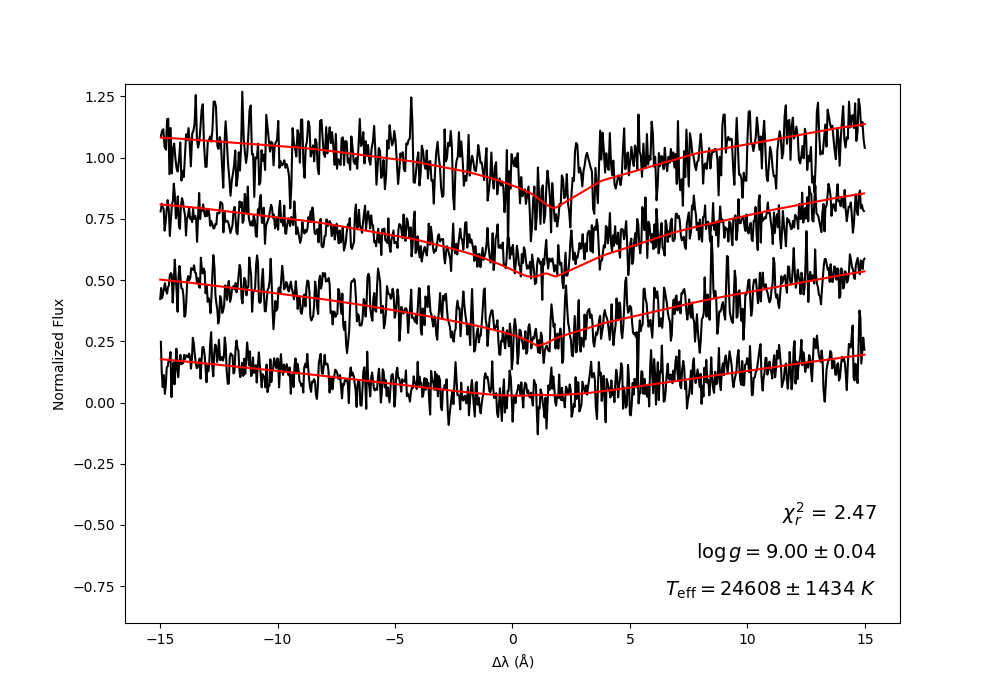 1.25
1.00
0.75
0.50
0.25
0.00
−0.25
−0.50
−0.75
Normalized Flux
χ²ᵣ = 2.47
log g = 9.00 ± 0.04
T_eff = 24608 ± 1434 K
−15 −10 −5 0 5 10 15
Δλ (Å)